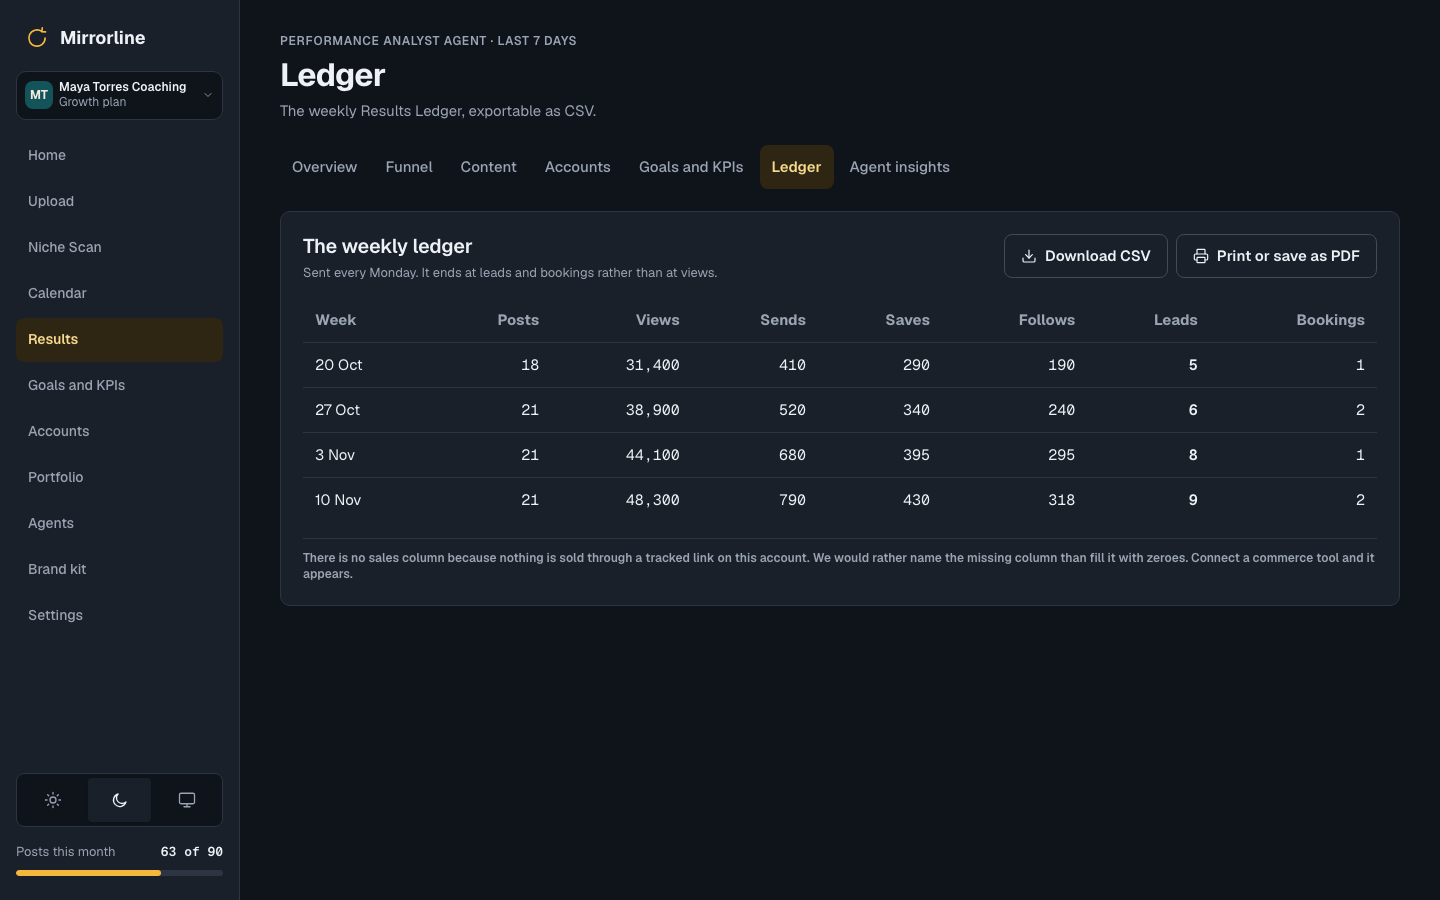 Mirrorline
MT
Maya Torres Coaching
Growth plan
Home
Upload
Niche Scan
Calendar
Results
Goals and KPIs
Accounts
Portfolio
Agents
Brand kit
Settings
Posts this month 63 of 90
PERFORMANCE ANALYST AGENT · LAST 7 DAYS
Ledger
The weekly Results Ledger, exportable as CSV.
Overview Funnel Content Accounts Goals and KPIs Ledger Agent insights
The weekly ledger
Sent every Monday. It ends at leads and bookings rather than at views.
Download CSV Print or save as PDF
Week Posts Views Sends Saves Follows Leads Bookings
20 Oct 18 31,400 410 290 190 5 1
27 Oct 21 38,900 520 340 240 6 2
3 Nov 21 44,100 680 395 295 8 1
10 Nov 21 48,300 790 430 318 9 2
There is no sales column because nothing is sold through a tracked link on this account. We would rather name the missing column than fill it with zeroes. Connect a commerce tool and it
appears.